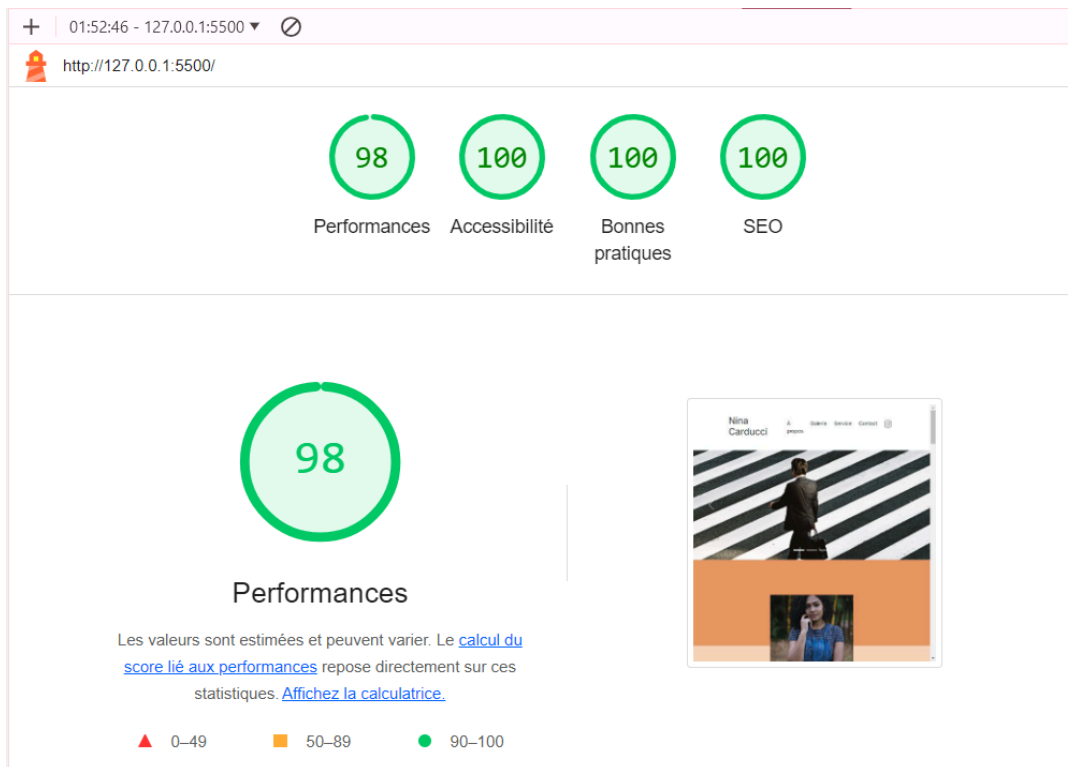 01:52:46 - 127.0.0.1:5500
http://127.0.0.1:5500/
98 100 100 100
Performances Accessibilité Bonnes pratiques SEO
98
Nina Carducci
À propos Galerie Service Contact
Performances
Les valeurs sont estimées et peuvent varier. Le calcul du
score lié aux performances repose directement sur ces
statistiques. Affichez la calculatrice.
0–49 50–89 90–100